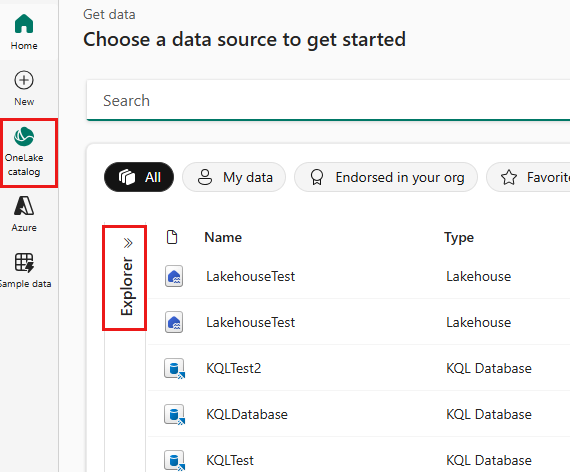 Get data
Choose a data source to get started
Home
New
OneLake
catalog
Azure
Sample data
Search
All
My data
Endorsed in your org
Favorit
Explorer
Name
Type
LakehouseTest
Lakehouse
LakehouseTest
Lakehouse
KQLTest2
KQL Database
KQLDatabase
KQL Database
KQLTest
KQL Database